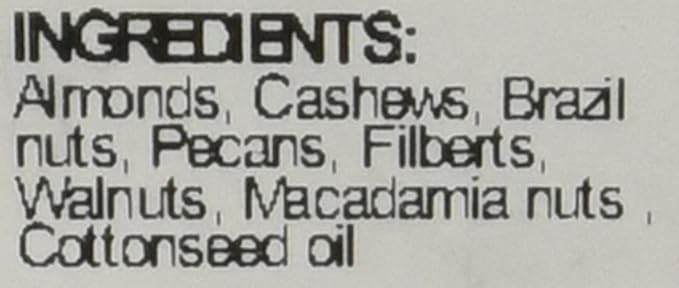 INGREDIENTS:
Almonds, Cashews, Brazil
nuts, Pecans, Filberts,
Walnuts, Macadamia nuts ,
Cottonseed oil